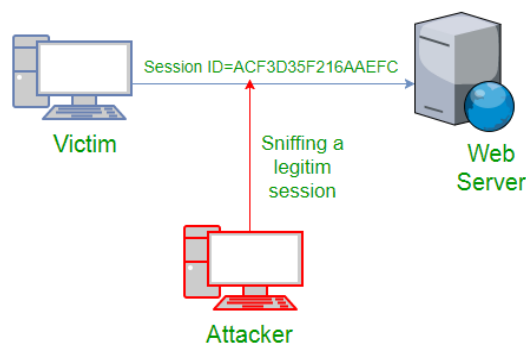 Session ID=ACF3D35F216AAEFC
Victim
Sniffing a
legitim
session
Web
Server
Attacker